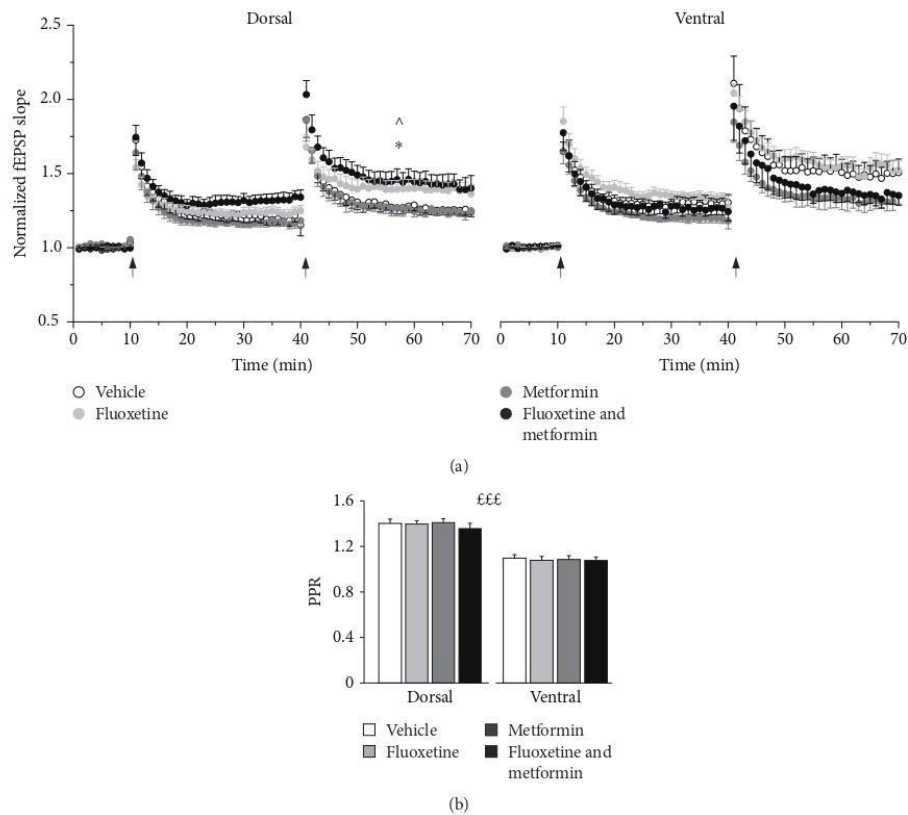 (a)
Dorsal
Ventral
Normalized fEPSP slope
2.5
2.0
1.5
1.0
0.5
^
*
0 10 20 30 40 50 60 70
0 10 20 30 40 50 60 70
Time (min)
Time (min)
Vehicle
Fluoxetine
Metformin
Fluoxetine and
metformin
(a)
PPR
1.6
1.2
0.8
0.4
0
£££
Dorsal
Ventral
Vehicle
Fluoxetine
Metformin
Fluoxetine and
metformin
(b)